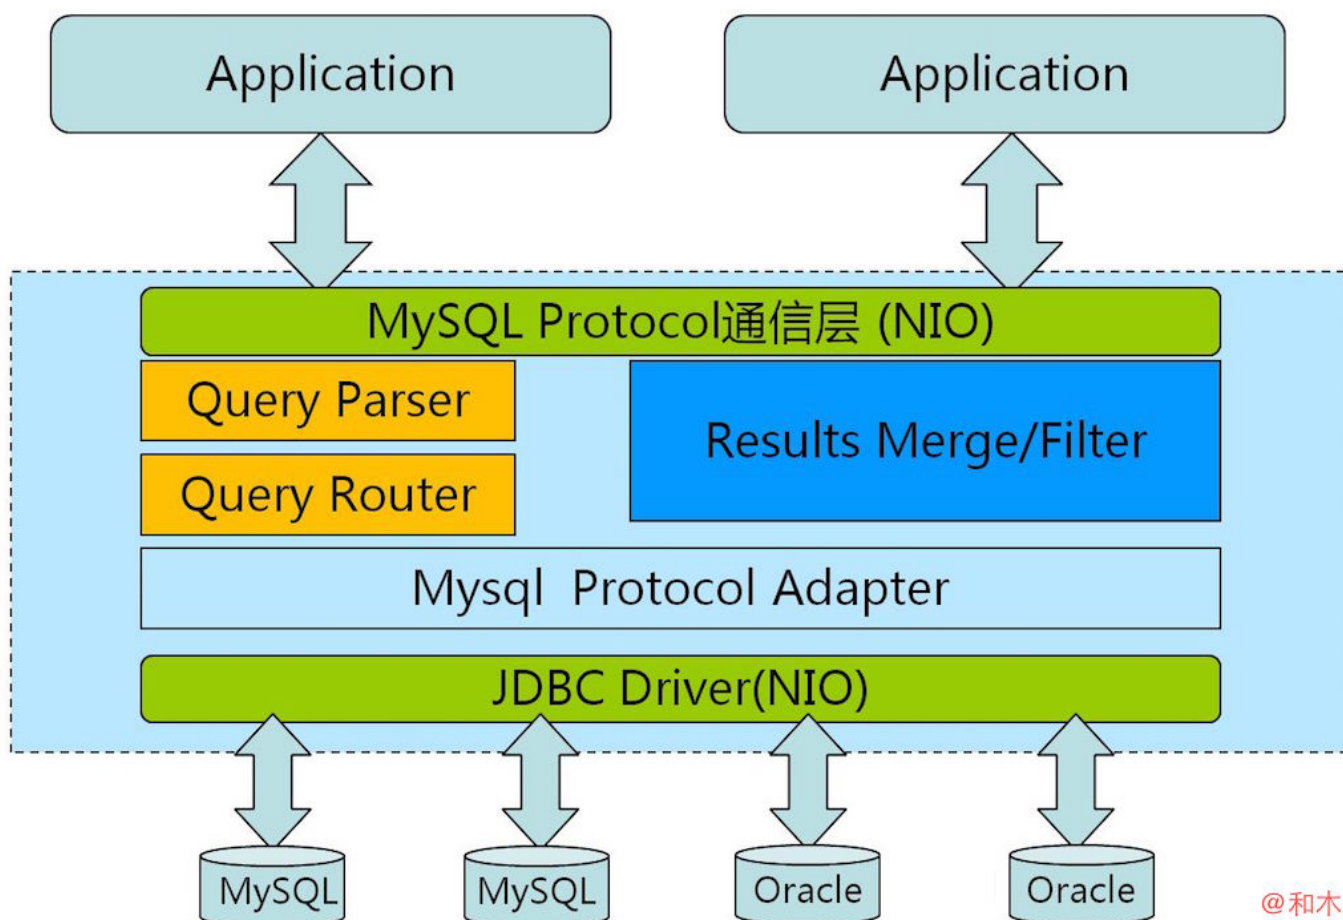 Application
Application
MySQL Protocol通信层 (NIO)
Query Parser
Results Merge/Filter
Query Router
Mysql Protocol Adapter
JDBC Driver(NIO)
MySQL
MySQL
Oracle
Oracle
@和木